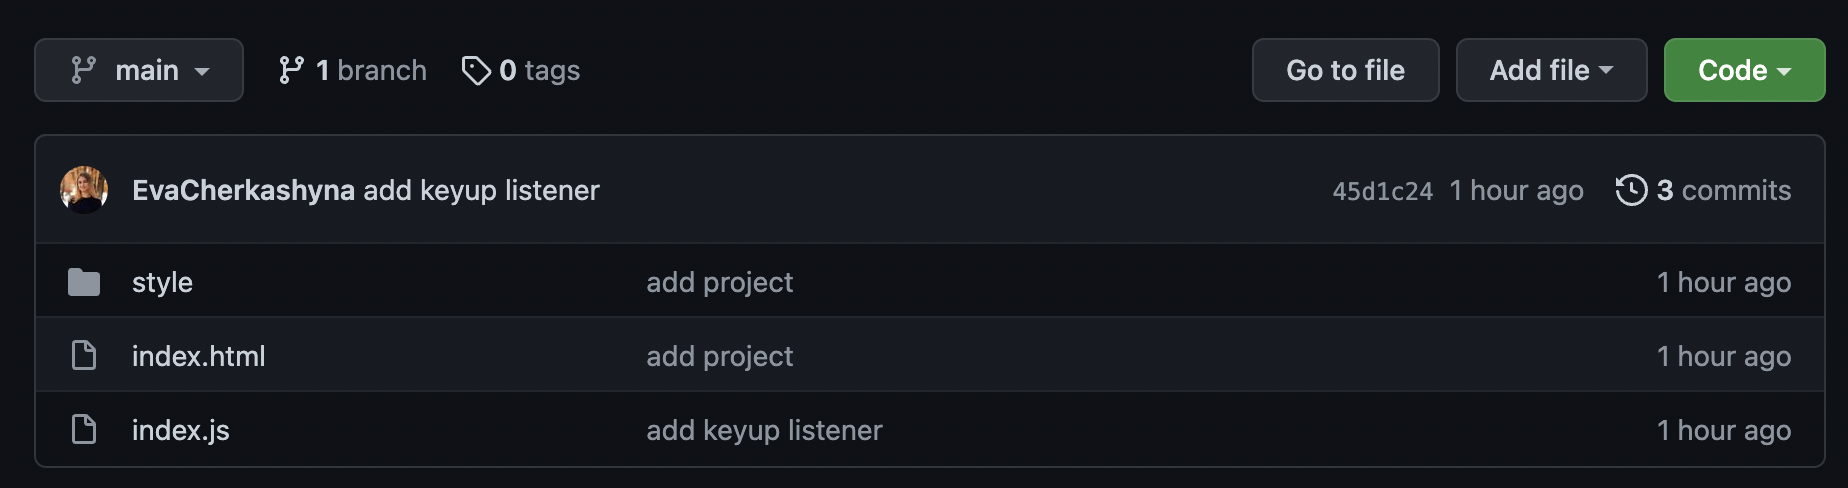 main 1 branch 0 tags Go to file Add file Code
EvaCherkashyna add keyup listener 45d1c24 1 hour ago 3 commits
style add project 1 hour ago
index.html add project 1 hour ago
index.js add keyup listener 1 hour ago